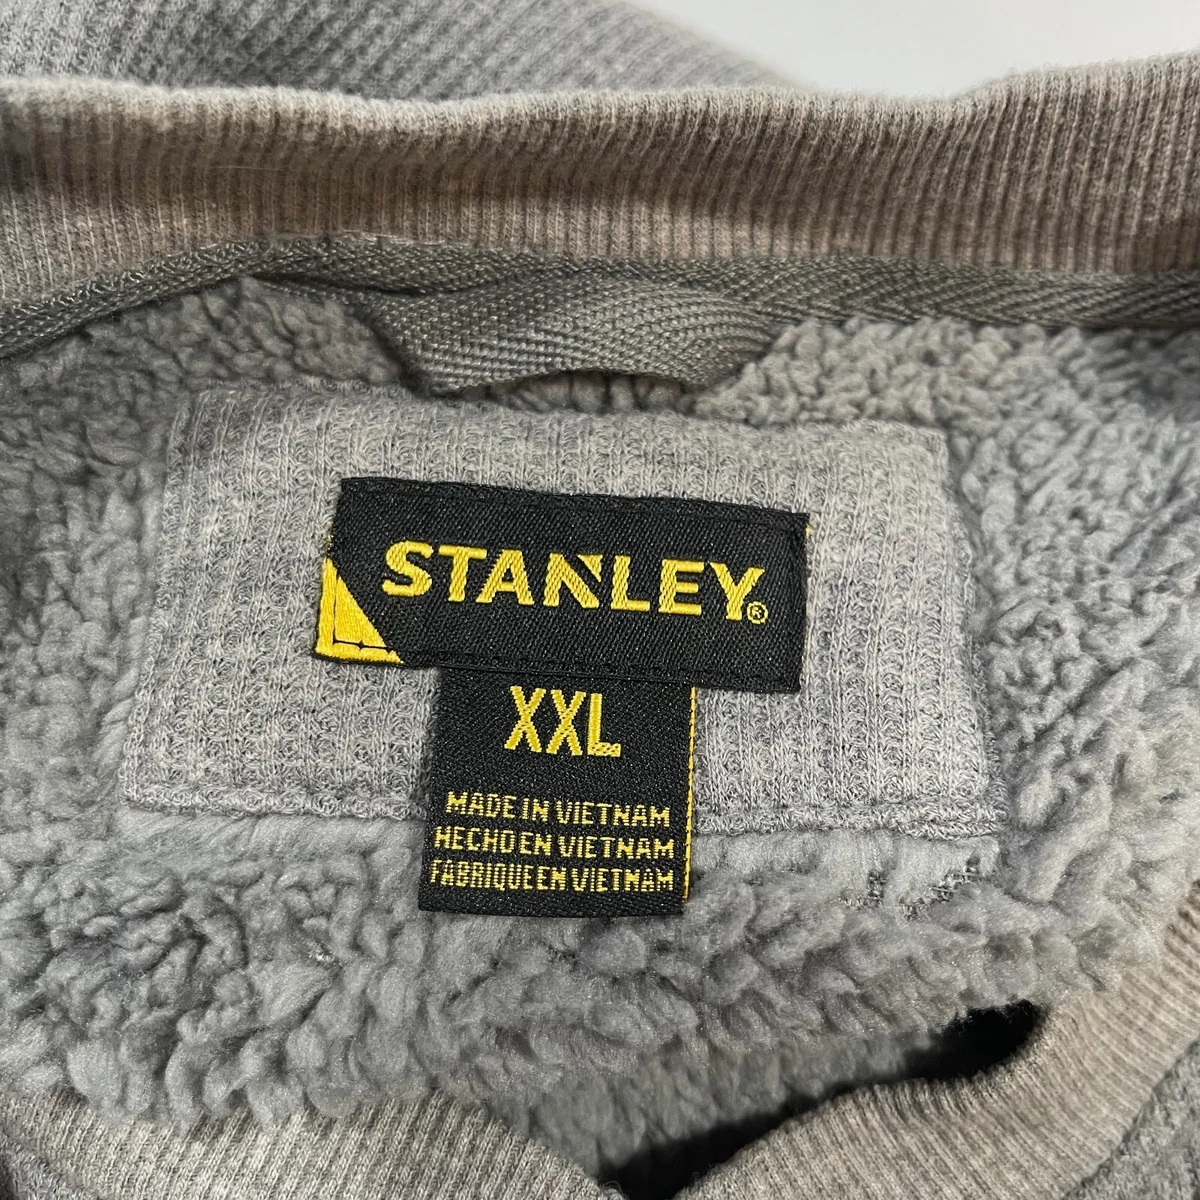 STANLEY®
XXL
MADE IN VIETNAM
HECHO EN VIETNAM
FABRIQUE EN VIETNAM